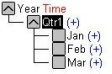 Year Time
Qtr1 (+)
Jan (+)
Feb (+)
Mar (+)